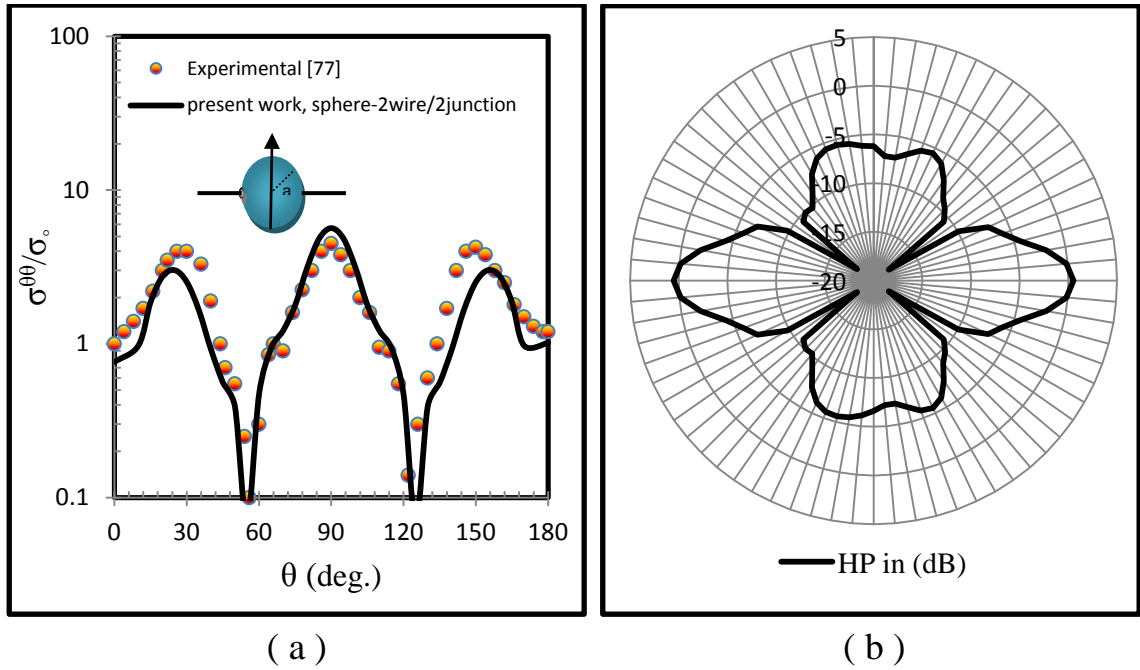 100
10
1
0.1
σᶿᶿ/σ₀
Experimental [77]
present work, sphere-2wire/2junction
a
0 30 60 90 120 150 180
θ (deg.)
( a )
5
0
-5
-10
-15
-20
HP in (dB)
( b )